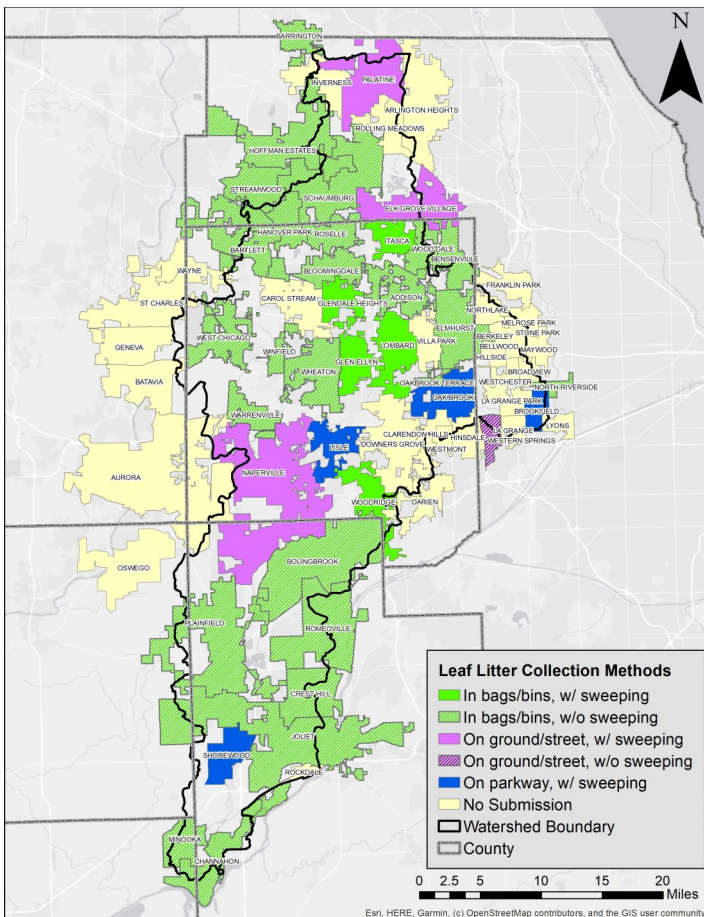 N
BARRINGTON
INVERNESS
PALATINE
ARLINGTON HEIGHTS
ROLLING MEADOWS
HOFFMAN ESTATES
STREAMWOOD
SCHAUMBURG
ELK GROVE VILLAGE
HANOVER PARK
ROSELLE
ITASCA
BARTLETT
WOOD DALE
BENSENVILLE
BLOOMINGDALE
WAYNE
FRANKLIN PARK
CAROL STREAM
GLENDALE HEIGHTS
ADDISON
ST CHARLES
NORTHLAKE
MELROSE PARK
ELMHURST
STONE PARK
WEST CHICAGO
BERKELEY
LOMBARD
VILLA PARK
BELLWOOD
MAYWOOD
GENEVA
WINFIELD
HILLSIDE
GLEN ELLYN
WHEATON
BROADVIEW
BATAVIA
OAKBROOK TERRACE
WESTCHESTER
NORTH RIVERSIDE
OAK BROOK
LA GRANGE PARK
BROOKFIELD
WARRENVILLE
LYONS
CLARENDON HILLS
LA GRANGE
LISLE
DOWNERS GROVE
HINSDALE
WESTERN SPRINGS
WESTMONT
NAPERVILLE
AURORA
WOODRIDGE
DARIEN
OSWEGO
BOLINGBROOK
PLAINFIELD
ROMEOVILLE
CREST HILL
JOLIET
SHOREWOOD
ROCKDALE
MINOOKA
CHANNAHON
Leaf Litter Collection Methods
In bags/bins, w/ sweeping
In bags/bins, w/o sweeping
On ground/street, w/ sweeping
On ground/street, w/o sweeping
On parkway, w/ sweeping
No Submission
Watershed Boundary
County
0 2.5 5 10 15 20
Miles
Esri, HERE, Garmin, (c) OpenStreetMap contributors, and the GIS user community